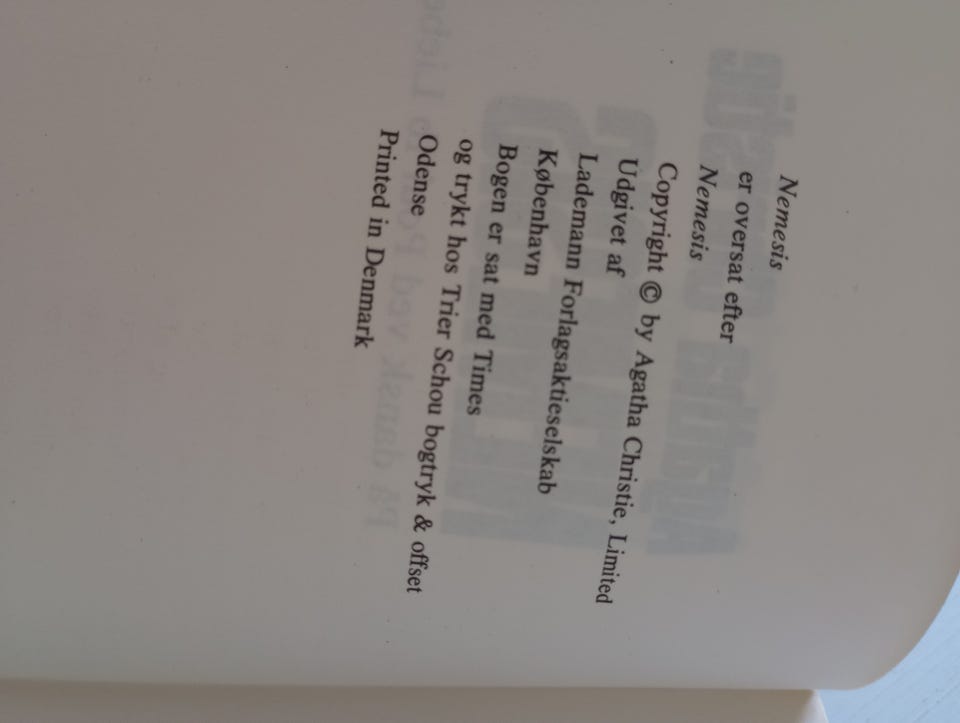 Nemesis
er oversat efter
Nemesis
Copyright © by Agatha Christie, Limited
Udgivet af
Lademann Forlagsaktieselskab
København
Bogen er sat med Times
og trykt hos Trier Schou bogtryk & offset
Odense
Printed in Denmark